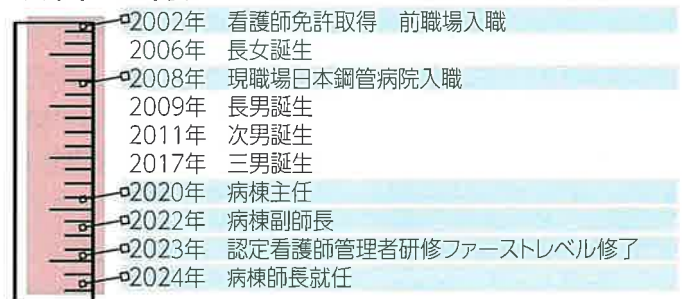 2002年 看護師免許取得 前職場入職
2006年 長女誕生
2008年 現職場日本鋼管病院入職
2009年 長男誕生
2011年 次男誕生
2017年 三男誕生
2020年 病棟主任
2022年 病棟副師長
2023年 認定看護師管理者研修ファーストレベル修了
2024年 病棟師長就任